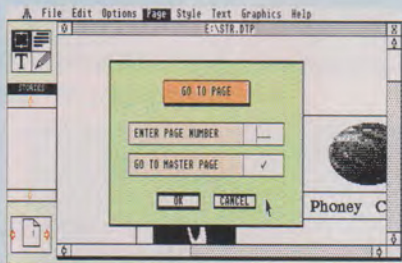 File Edit Options Page Style Text Graphics Help
E:\STR.DTP
T
STORIES
GO TO PAGE
ENTER PAGE NUMBER
GO TO MASTER PAGE ✓
OK CANCEL
Phoney C